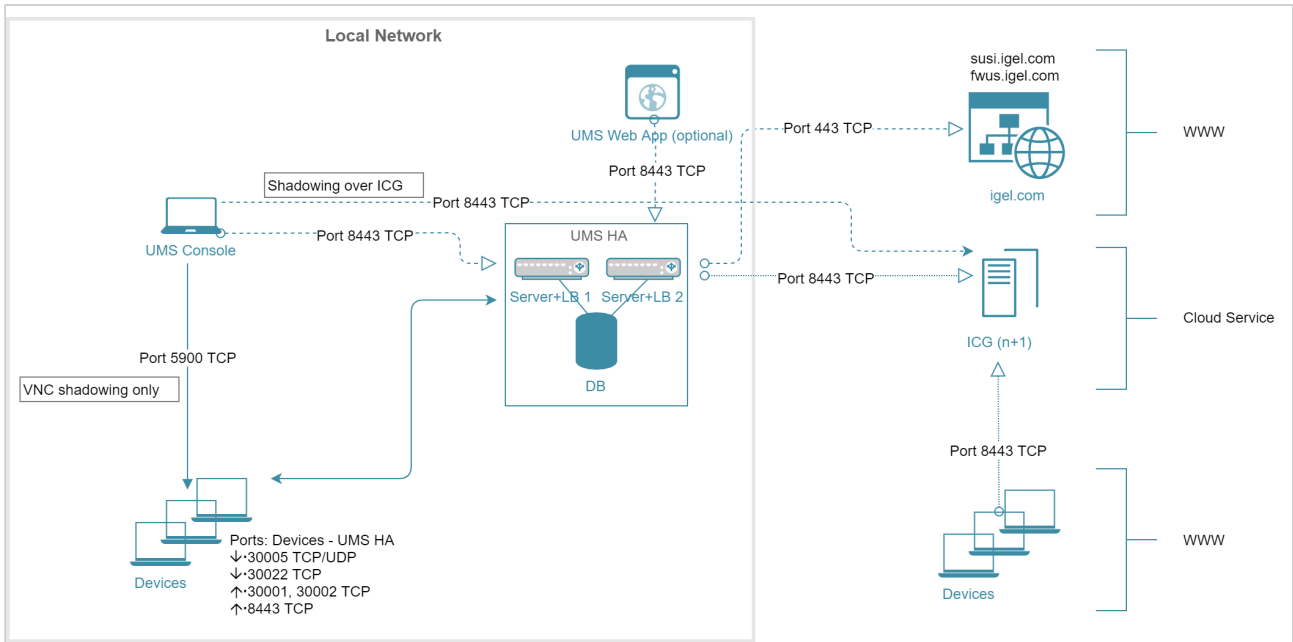 Local Network
susi.igel.com
fwus.igel.com
UMS Web App (optional)
Port 443 TCP
WWW
Port 8443 TCP
Shadowing over ICG
igel.com
Port 8443 TCP
UMS Console
Port 8443 TCP
UMS HA
Port 8443 TCP
Server+LB 1
Server+LB 2
Cloud Service
ICG (n+1)
Port 5900 TCP
DB
VNC shadowing only
Port 8443 TCP
Ports: Devices - UMS HA
↓·30005 TCP/UDP
↓·30022 TCP
↑·30001, 30002 TCP
↑·8443 TCP
Devices
WWW
Devices